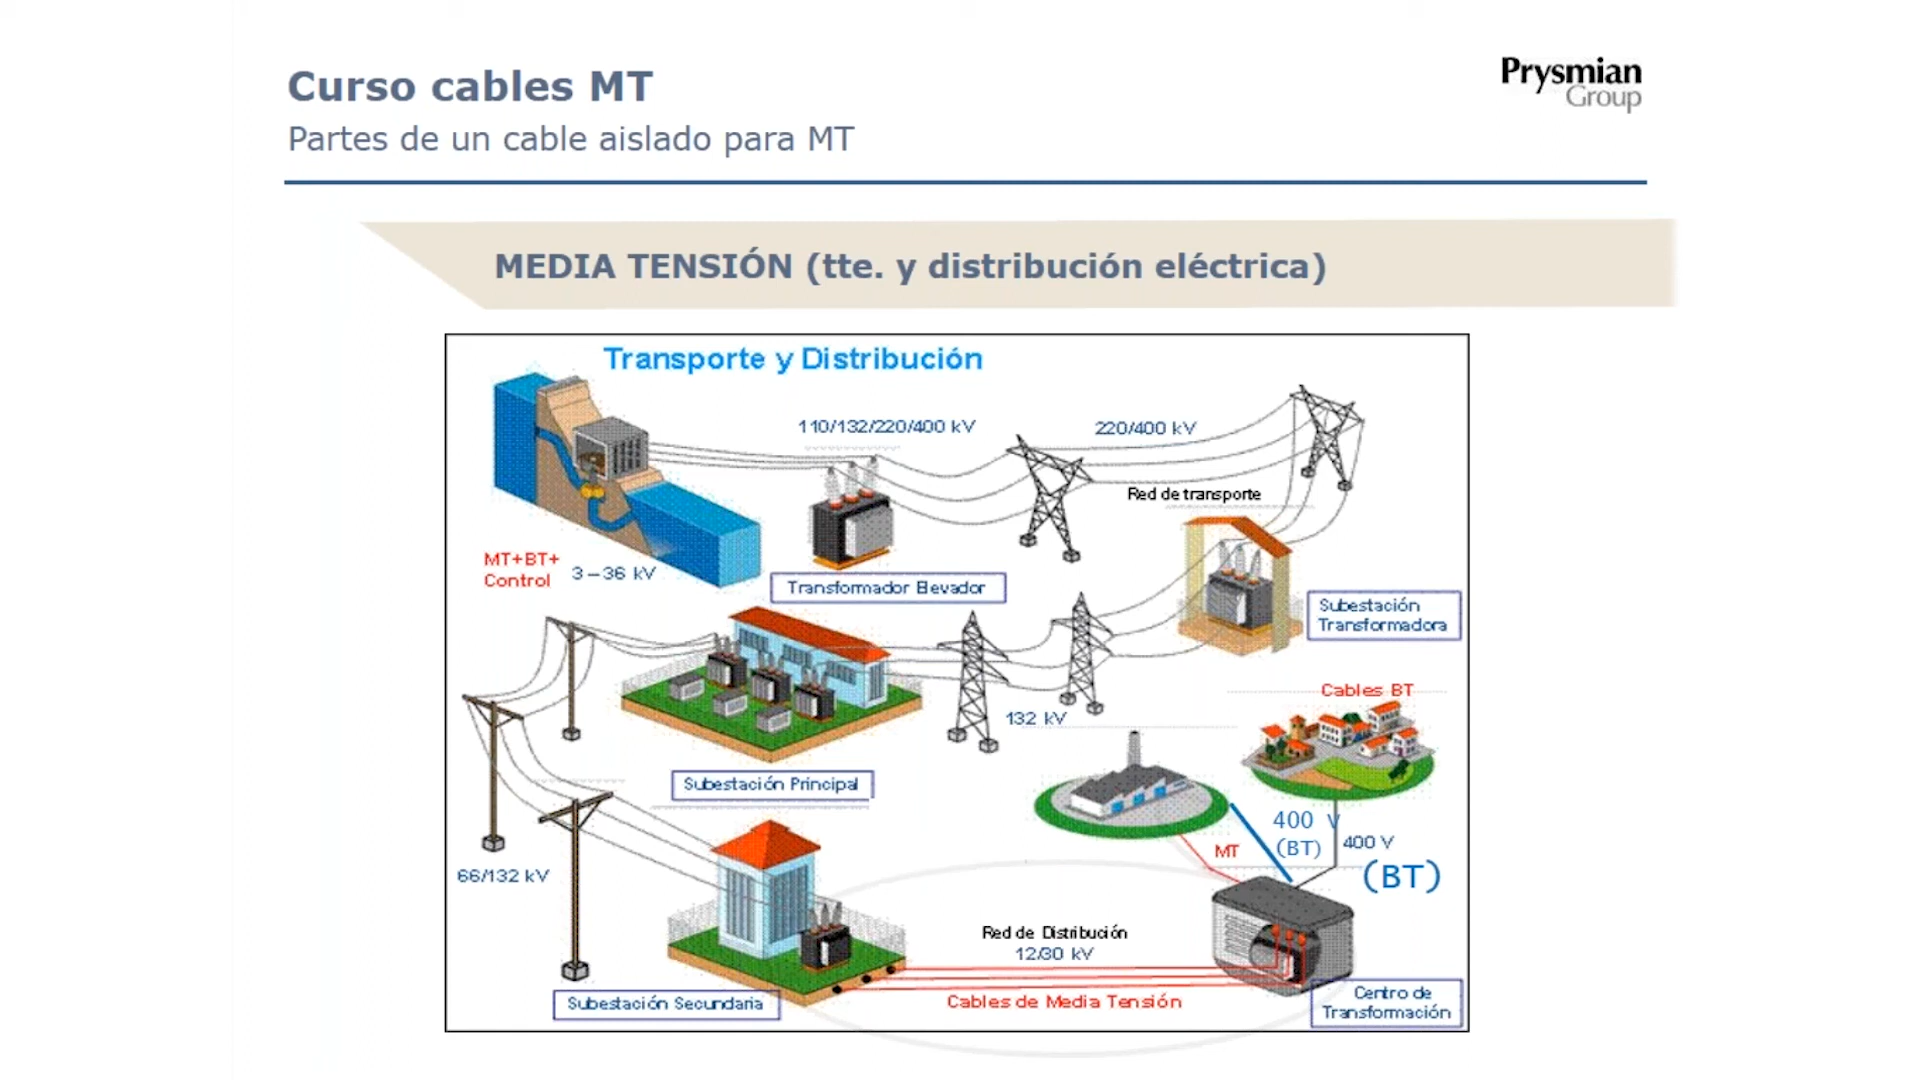 Curso cables MT
Prysmian
Group
Partes de un cable aislado para MT
MEDIA TENSIÓN (tte. y distribución eléctrica)
Transporte y Distribución
110/132/220/400 kV
220/400 kV
Red de transporte
MT+BT+
Control
3-36 kV
Transformador Elevador
Subestación
Transformadora
Cables BT
132 kV
Subestación Principal
400 V
(BT)
400 V
(BT)
MT
66/132 kV
Red de Distribución
12/30 kV
Cables de Media Tensión
Subestación Secundaria
Centro de
Transformación